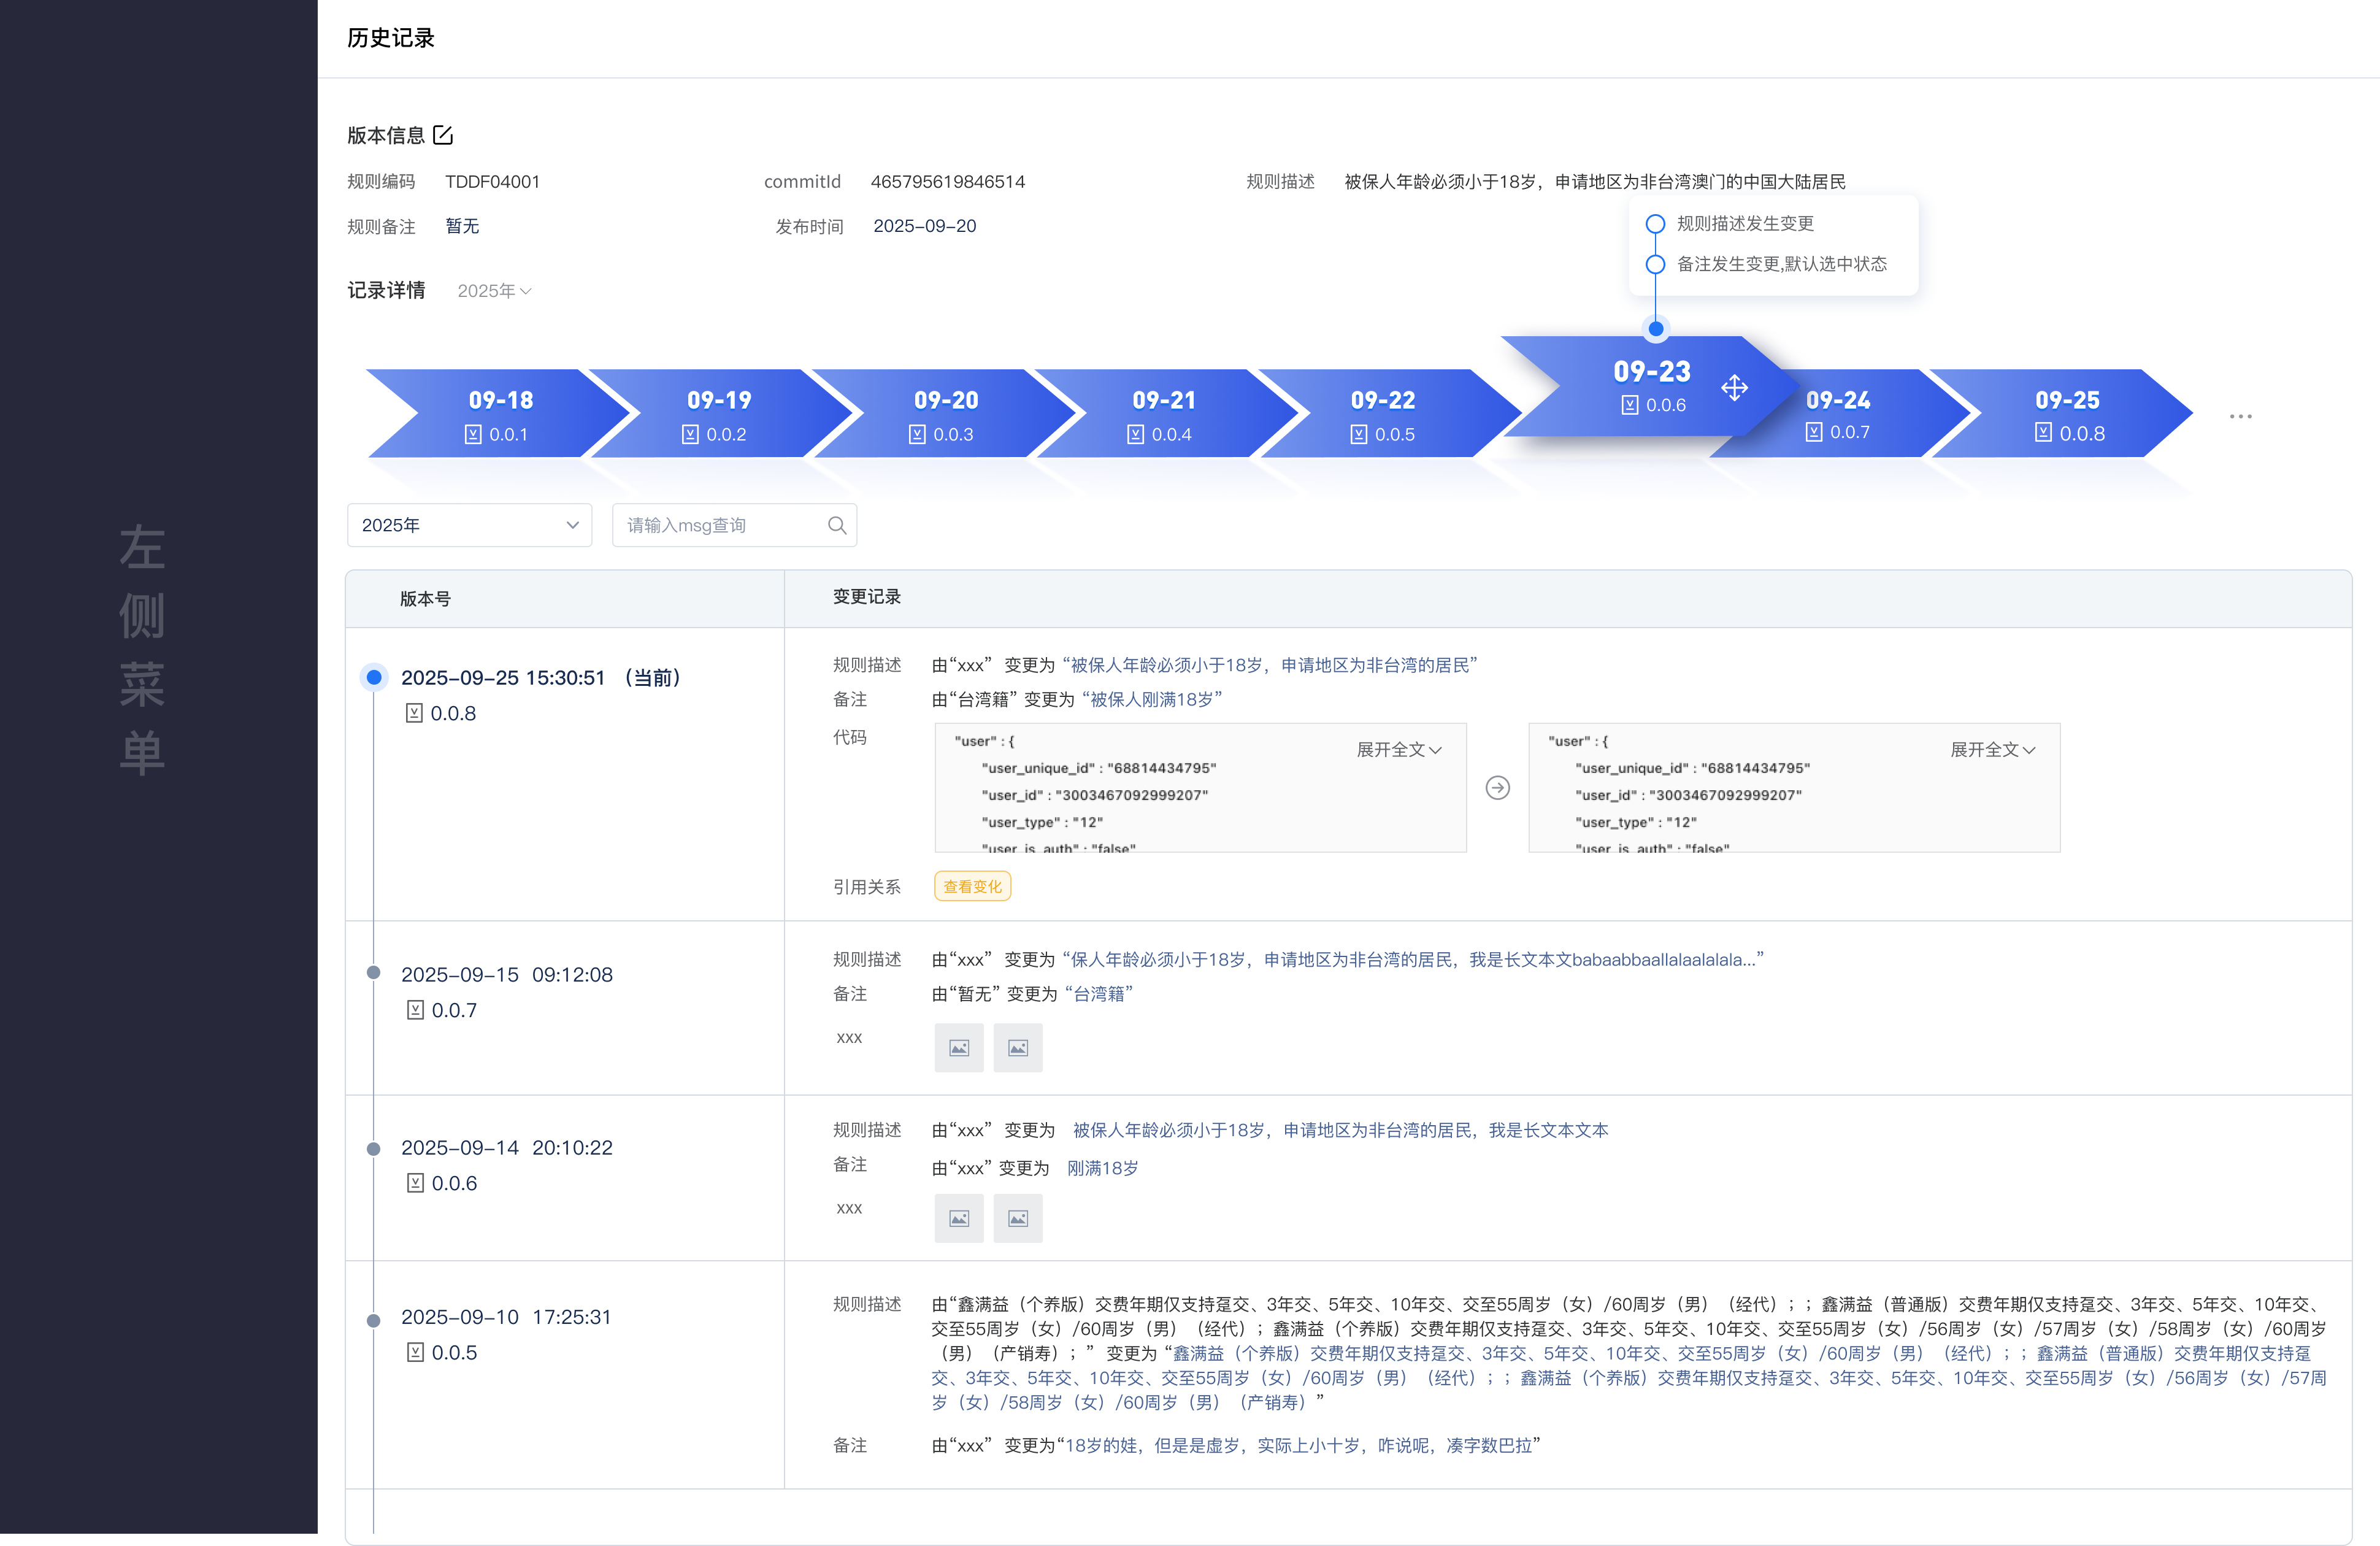 历史记录
左侧菜单
版本信息
规则编码 TDDF04001 commitId 465795619846514 规则描述 被保人年龄必须小于18岁，申请地区为非台湾澳门的中国大陆居民
规则备注 暂无 发布时间 2025-09-20
规则描述发生变更
备注发生变更,默认选中状态
记录详情 2025年
09-18 09-19 09-20 09-21 09-22 09-23 09-24 09-25
0.0.1 0.0.2 0.0.3 0.0.4 0.0.5 0.0.6 0.0.7 0.0.8
2025年 请输入msg查询
版本号 变更记录
2025-09-25 15:30:51 （当前）
0.0.8
规则描述 由“xxx” 变更为 “被保人年龄必须小于18岁，申请地区为非台湾的居民”
备注 由“台湾籍” 变更为 “被保人刚满18岁”
代码
"user" : {
"user_unique_id" : "68814434795"
"user_id" : "3003467092999207"
"user_type" : "12"
"user_is_auth" : "false"
展开全文
"user" : {
"user_unique_id" : "68814434795"
"user_id" : "3003467092999207"
"user_type" : "12"
"user_is_auth" : "false"
展开全文
引用关系 查看变化
2025-09-15 09:12:08
0.0.7
规则描述 由“xxx” 变更为 “保人年龄必须小于18岁，申请地区为非台湾的居民，我是长文本文babaabbaallalaalalala...”
备注 由“暂无” 变更为 “台湾籍”
xxx
2025-09-14 20:10:22
0.0.6
规则描述 由“xxx” 变更为 被保人年龄必须小于18岁，申请地区为非台湾的居民，我是长文本文本
备注 由“xxx” 变更为 刚满18岁
xxx
2025-09-10 17:25:31
0.0.5
规则描述 由“鑫满益（个养版）交费年期仅支持趸交、3年交、5年交、10年交、交至55周岁（女）/60周岁（男）（经代）；；鑫满益（普通版）交费年期仅支持趸交、3年交、5年交、10年交、
交至55周岁（女）/60周岁（男）（经代）；鑫满益（个养版）交费年期仅支持趸交、3年交、5年交、10年交、交至55周岁（女）/56周岁（女）/57周岁（女）/58周岁（女）/60周岁
（男）（产销寿）；” 变更为 “鑫满益（个养版）交费年期仅支持趸交、3年交、5年交、10年交、交至55周岁（女）/60周岁（男）（经代）；；鑫满益（普通版）交费年期仅支持趸
交、3年交、5年交、10年交、交至55周岁（女）/60周岁（男）（经代）；；鑫满益（个养版）交费年期仅支持趸交、3年交、5年交、10年交、交至55周岁（女）/56周岁（女）/57周
岁（女）/58周岁（女）/60周岁（男）（产销寿）”
备注 由“xxx” 变更为“18岁的娃，但是是虚岁，实际上小十岁，咋说呢，凑字数巴拉”